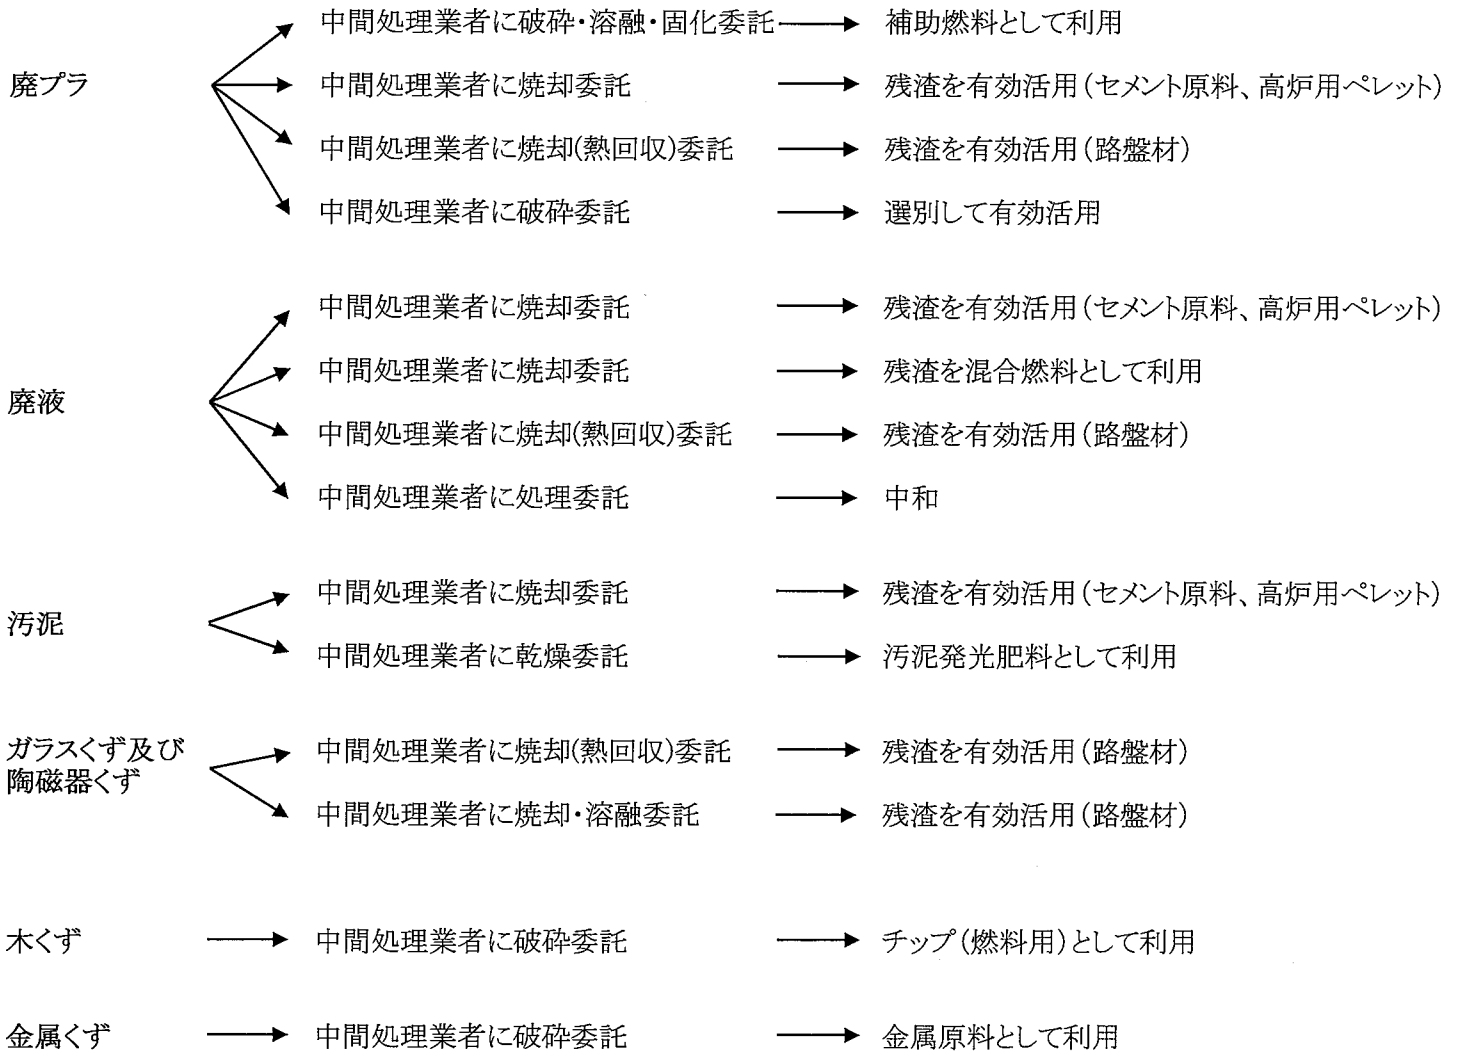 廃プラ
中間処理業者に破砕・溶融・固化委託 補助燃料として利用
中間処理業者に焼却委託 残渣を有効活用(セメント原料、高炉用ペレット)
中間処理業者に焼却(熱回収)委託 残渣を有効活用(路盤材)
中間処理業者に破砕委託 選別して有効活用
廃液
中間処理業者に焼却委託 残渣を有効活用(セメント原料、高炉用ペレット)
中間処理業者に焼却委託 残渣を混合燃料として利用
中間処理業者に焼却(熱回収)委託 残渣を有効活用(路盤材)
中間処理業者に処理委託 中和
汚泥
中間処理業者に焼却委託 残渣を有効活用(セメント原料、高炉用ペレット)
中間処理業者に乾燥委託 汚泥発光肥料として利用
ガラスくず及び
陶磁器くず
中間処理業者に焼却(熱回収)委託 残渣を有効活用(路盤材)
中間処理業者に焼却・溶融委託 残渣を有効活用(路盤材)
木くず 中間処理業者に破砕委託 チップ(燃料用)として利用
金属くず 中間処理業者に破砕委託 金属原料として利用